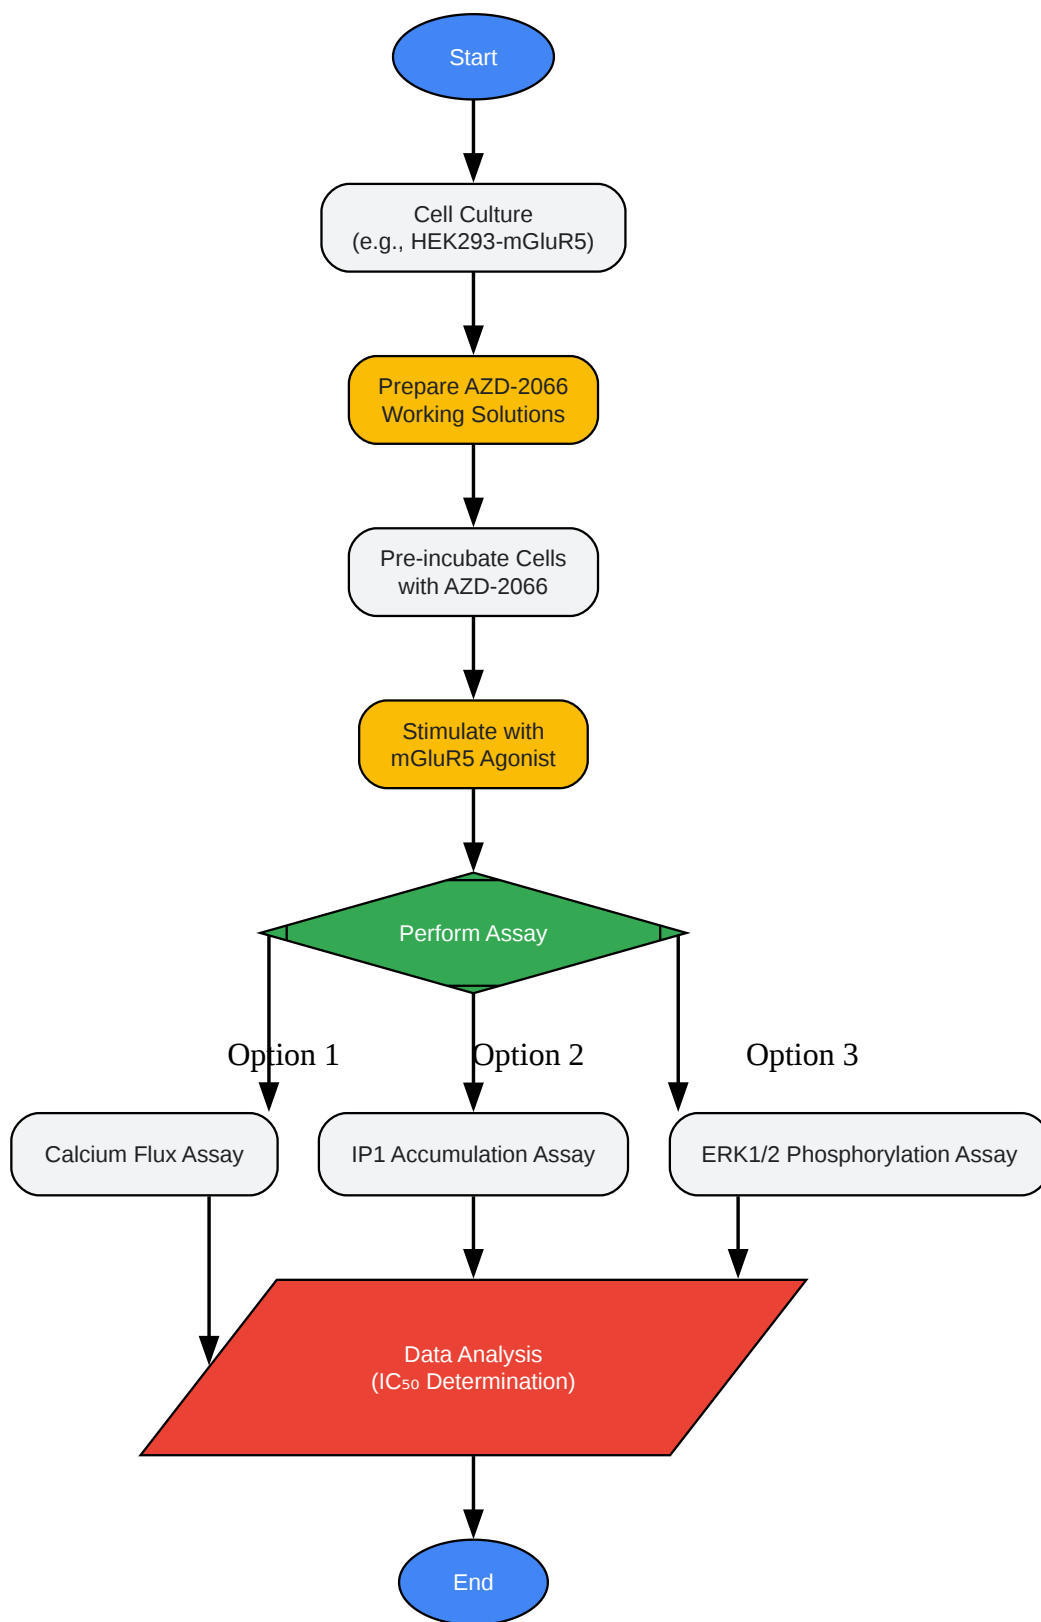 Start
Cell Culture
(e.g., HEK293-mGluR5)
Prepare AZD-2066
Working Solutions
Pre-incubate Cells
with AZD-2066
Stimulate with
mGluR5 Agonist
Perform Assay
Option 1
Option 2
Option 3
Calcium Flux Assay
IP1 Accumulation Assay
ERK1/2 Phosphorylation Assay
Data Analysis
(IC₅₀ Determination)
End